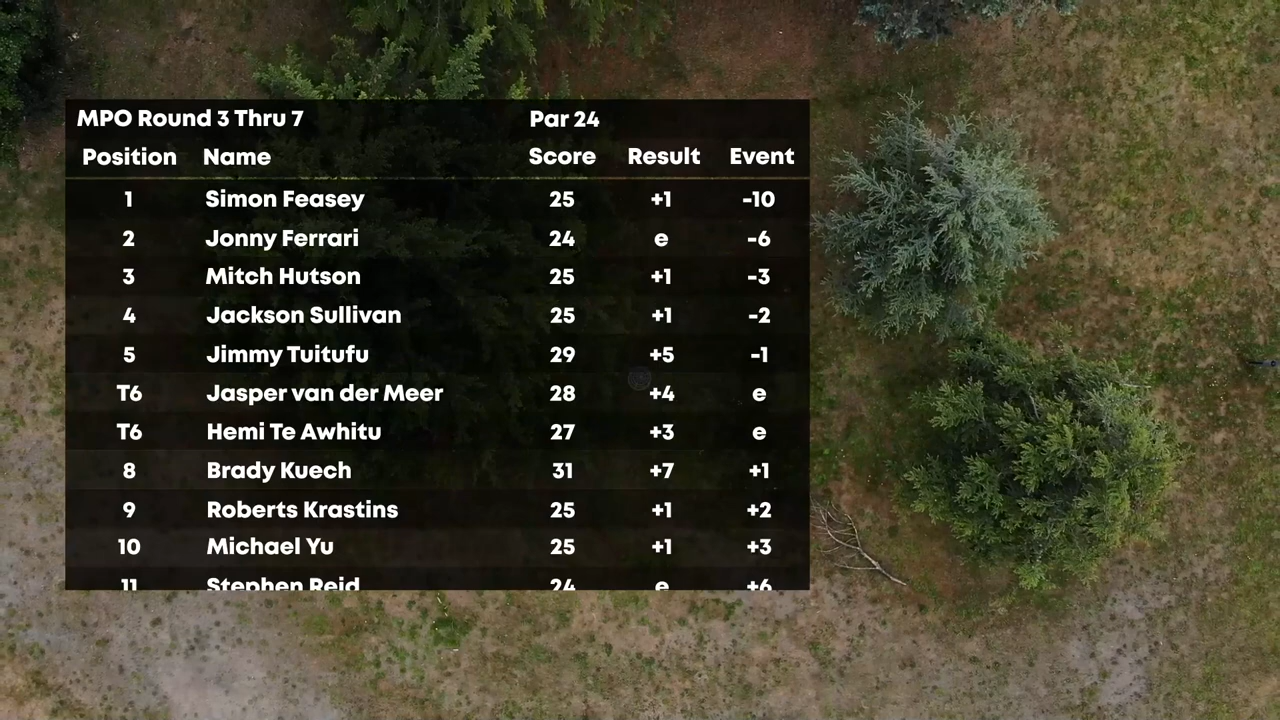 MPO Round 3 Thru 7 Par 24
Position Name Score Result Event
1 Simon Feasey 25 +1 -10
2 Jonny Ferrari 24 e -6
3 Mitch Hutson 25 +1 -3
4 Jackson Sullivan 25 +1 -2
5 Jimmy Tuitufu 29 +5 -1
T6 Jasper van der Meer 28 +4 e
T6 Hemi Te Awhitu 27 +3 e
8 Brady Kuech 31 +7 +1
9 Roberts Krastins 25 +1 +2
10 Michael Yu 25 +1 +3
11 Stephen Reid 24 e +6